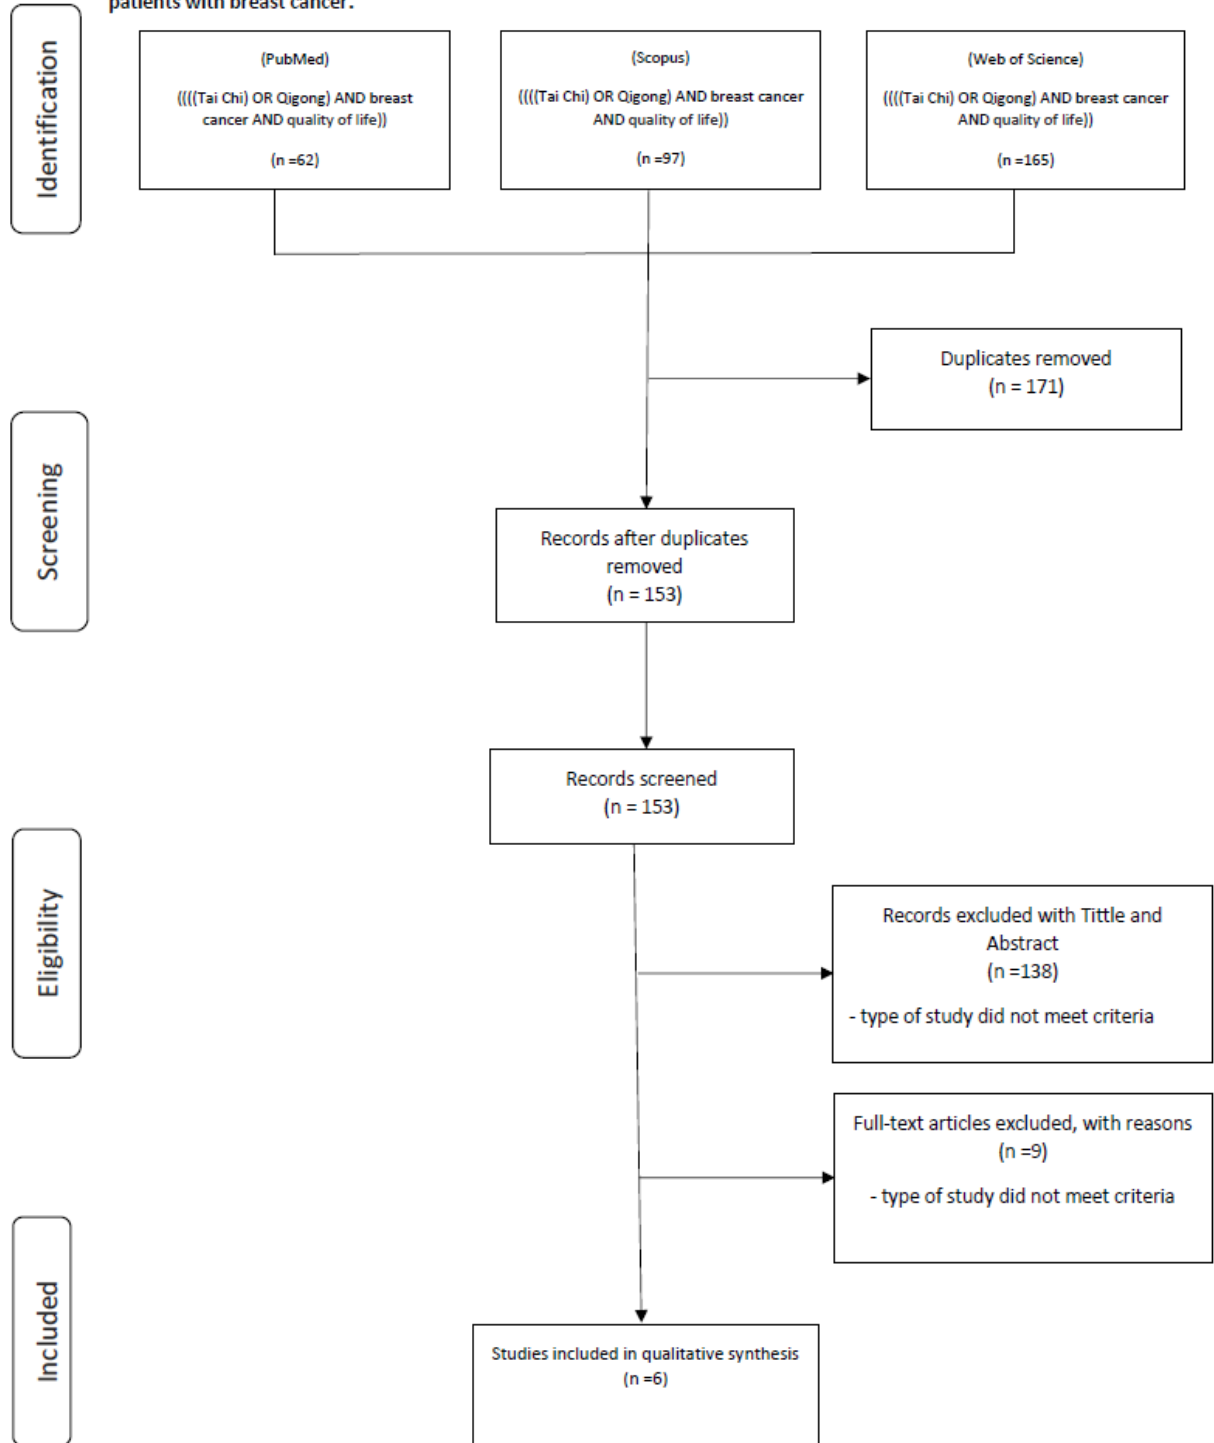 patients with breast cancer.
Identification
(PubMed)
((((Tai Chi) OR Qigong) AND breast
cancer AND quality of life))
(n =62)
(Scopus)
((((Tai Chi) OR Qigong) AND breast cancer
AND quality of life))
(n =97)
(Web of Science)
((((Tai Chi) OR Qigong) AND breast cancer
AND quality of life))
(n =165)
Duplicates removed
(n = 171)
Screening
Records after duplicates
removed
(n = 153)
Records screened
(n = 153)
Eligibility
Records excluded with Tittle and
Abstract
(n =138)
- type of study did not meet criteria
Full-text articles excluded, with reasons
(n =9)
- type of study did not meet criteria
Included
Studies included in qualitative synthesis
(n =6)